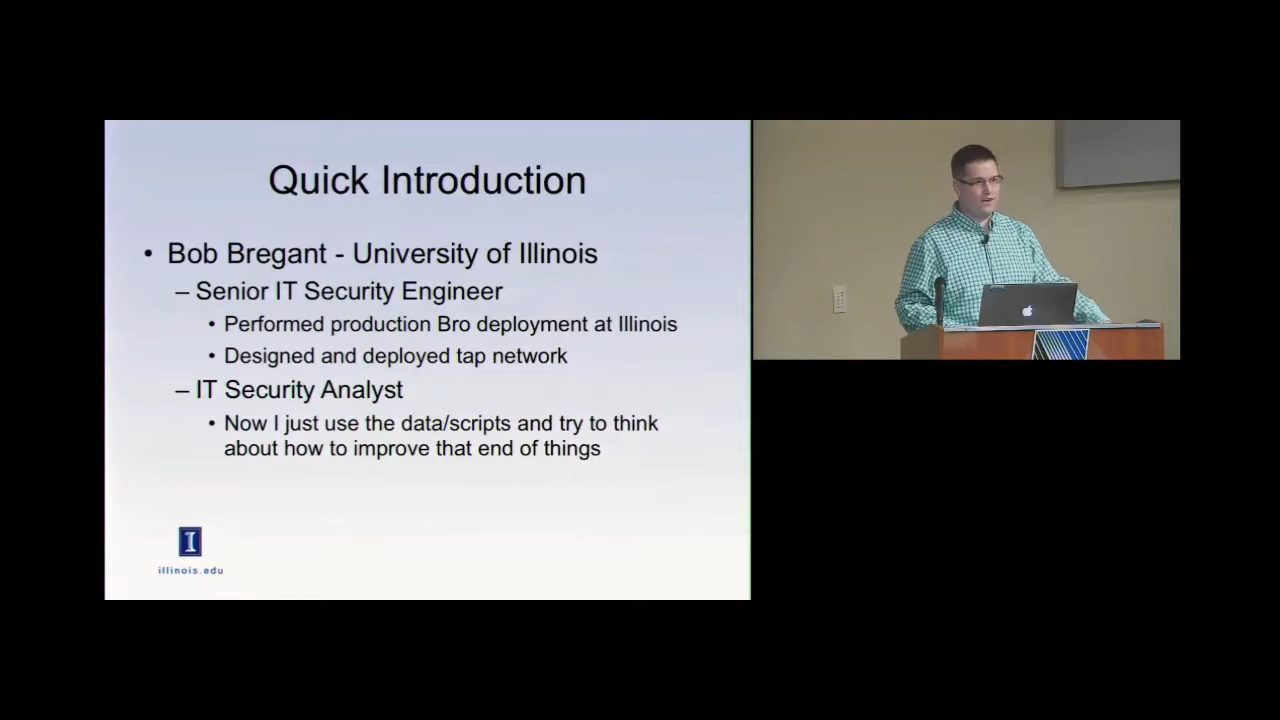 Quick Introduction
• Bob Bregant - University of Illinois
– Senior IT Security Engineer
• Performed production Bro deployment at Illinois
• Designed and deployed tap network
– IT Security Analyst
• Now I just use the data/scripts and try to think
about how to improve that end of things
I
illinois.edu